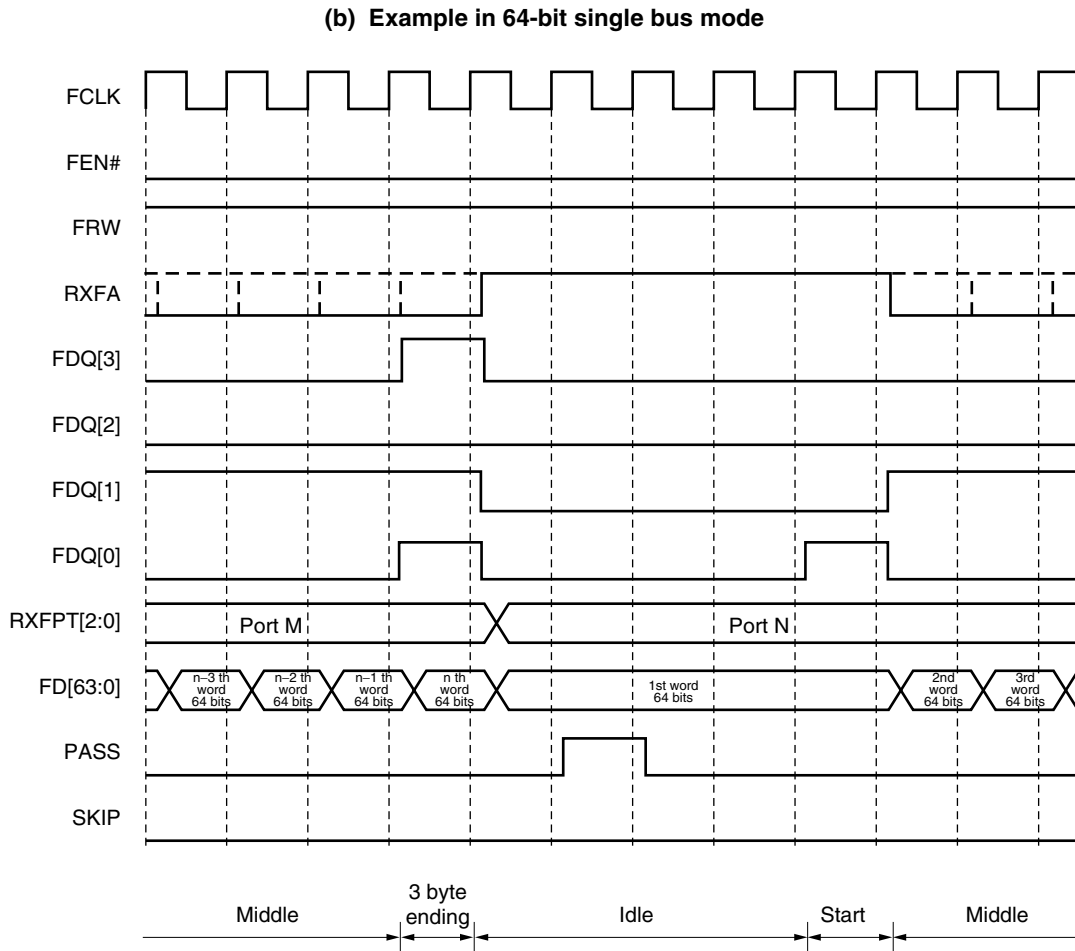 (b) Example in 64-bit single bus mode
FCLK
FEN#
FRW
RXFA
FDQ[3]
FDQ[2]
FDQ[1]
FDQ[0]
RXFPT[2:0]
Port M
Port N
FD[63:0]
n–3 th
word
64 bits
n–2 th
word
64 bits
n–1 th
word
64 bits
n th
word
64 bits
1st word
64 bits
2nd
word
64 bits
3rd
word
64 bits
PASS
SKIP
Middle
3 byte
ending
Idle
Start
Middle